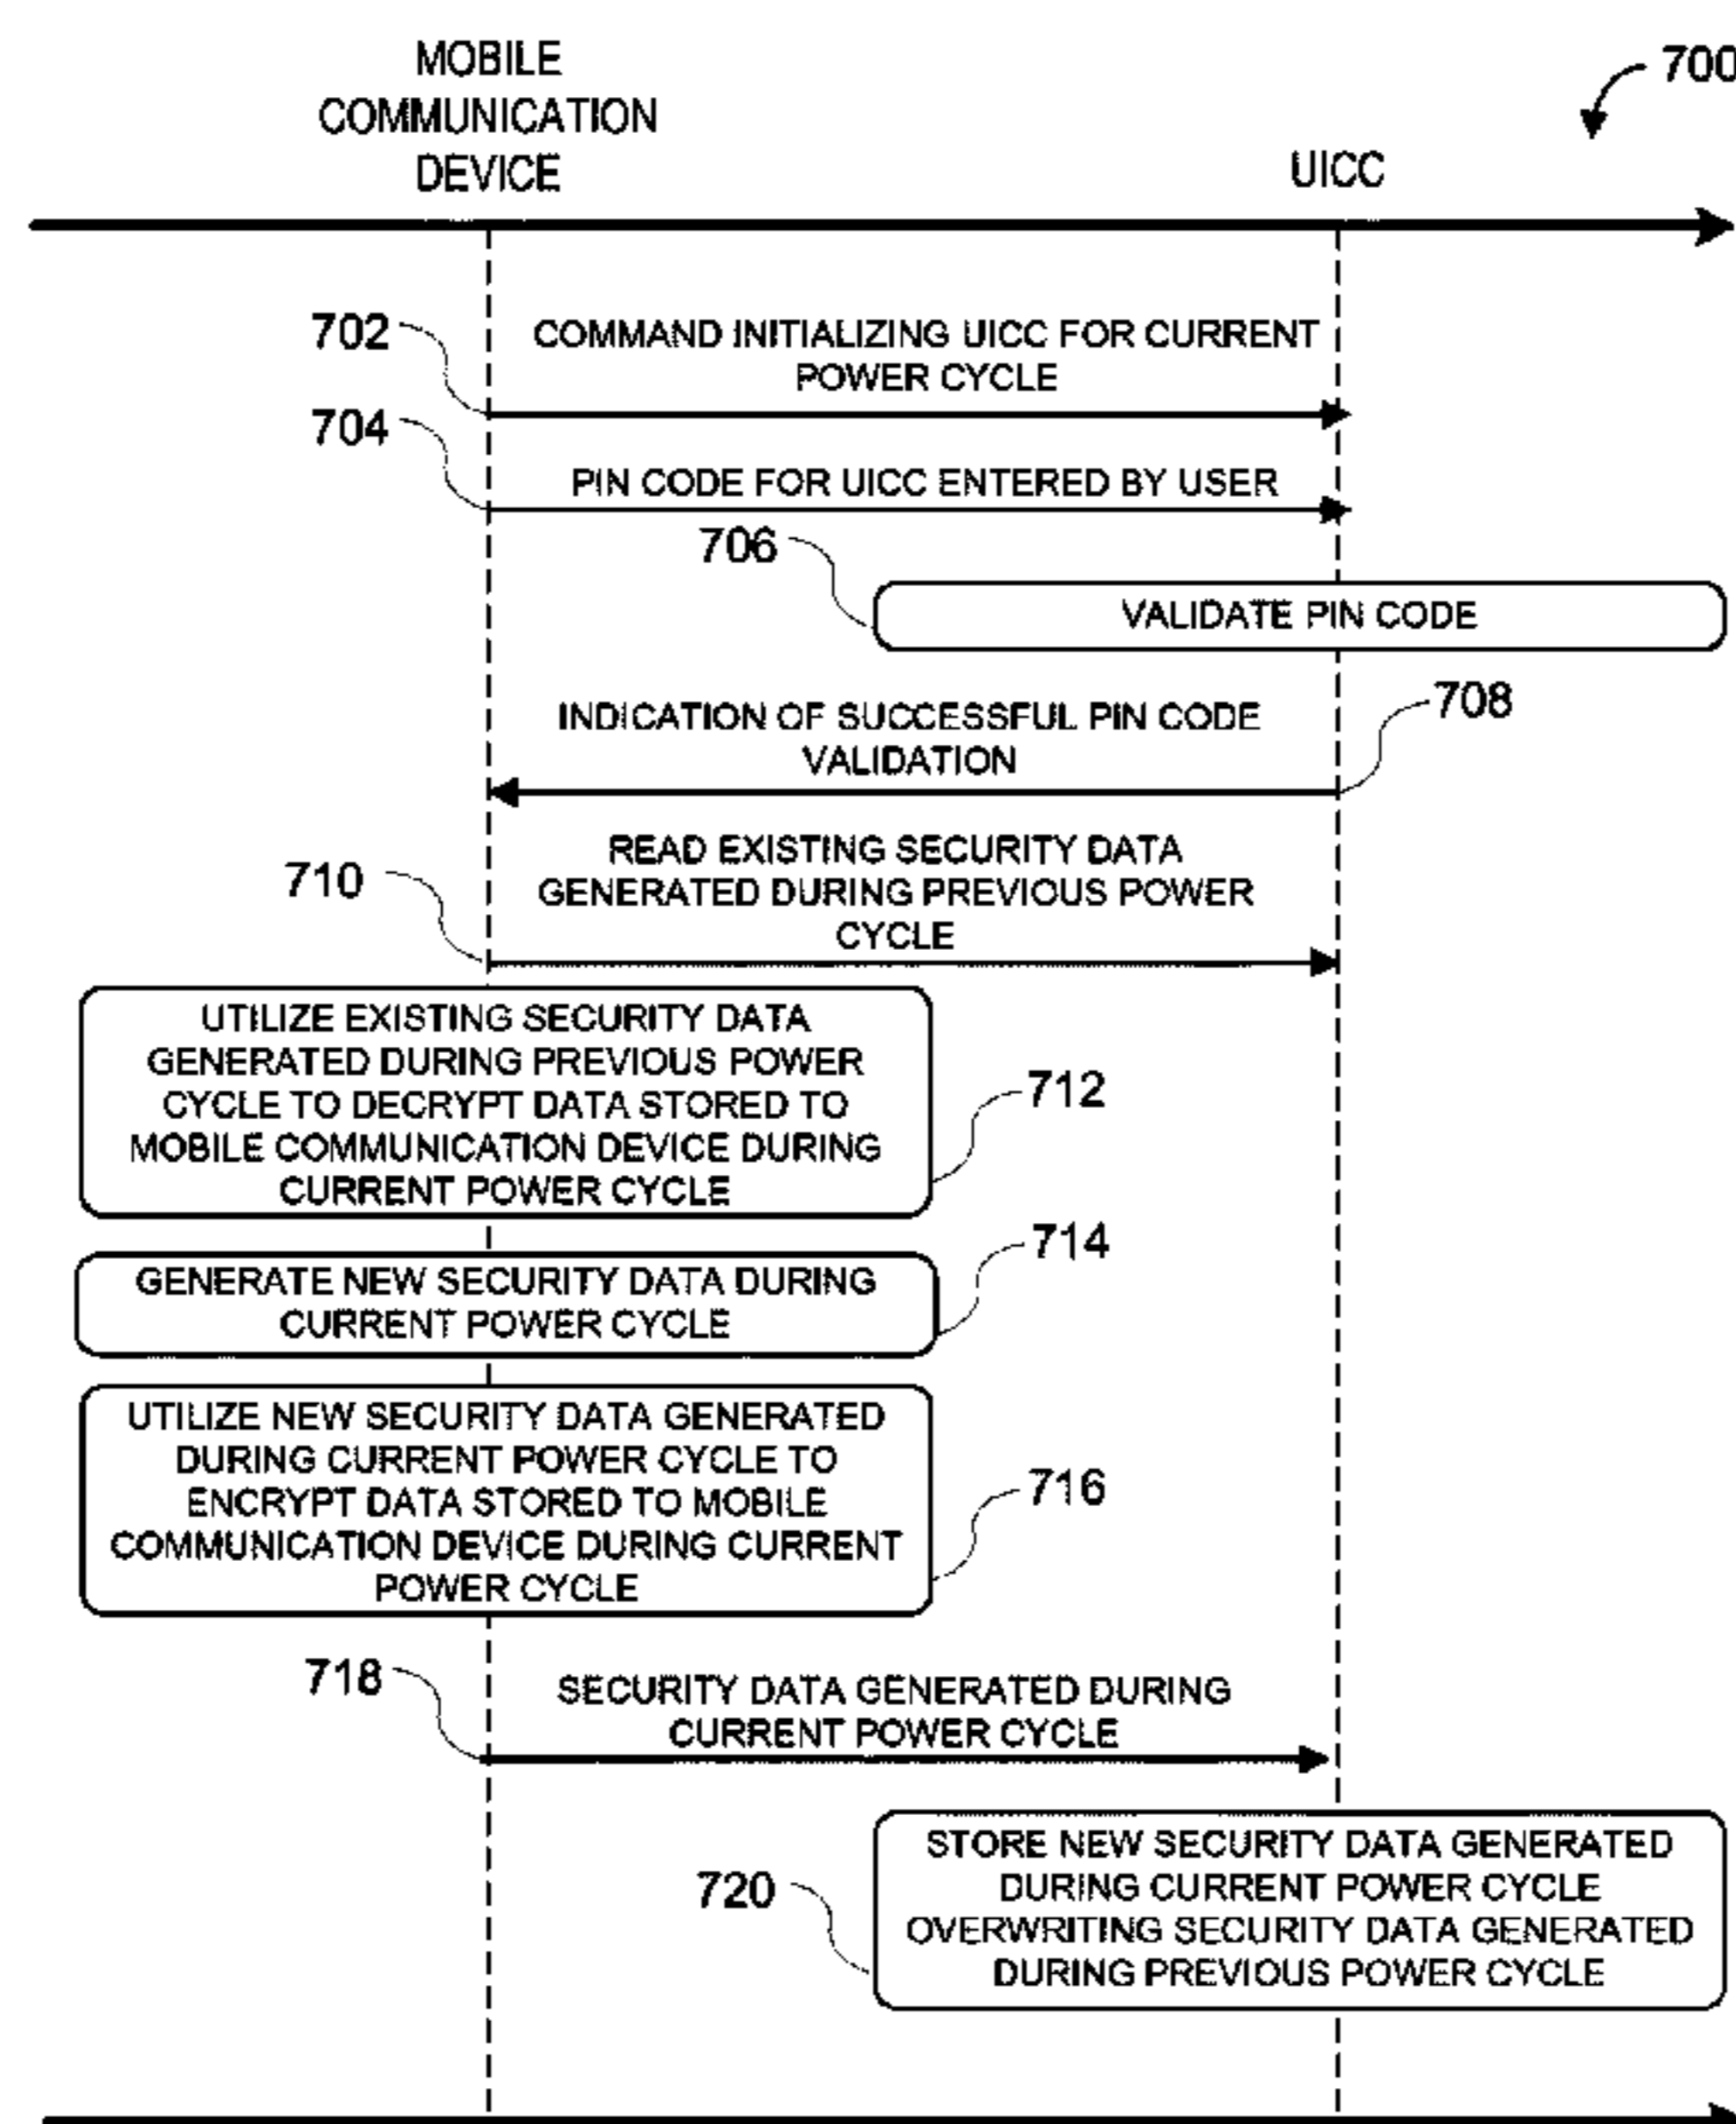 MOBILE
COMMUNICATION
DEVICE
UICC
700
702
COMMAND INITIALIZING UICC FOR CURRENT
POWER CYCLE
704
PIN CODE FOR UICC ENTERED BY USER
706
VALIDATE PIN CODE
INDICATION OF SUCCESSFUL PIN CODE
VALIDATION
708
READ EXISTING SECURITY DATA
GENERATED DURING PREVIOUS POWER
CYCLE
710
UTILIZE EXISTING SECURITY DATA
GENERATED DURING PREVIOUS POWER
CYCLE TO DECRYPT DATA STORED TO
MOBILE COMMUNICATION DEVICE DURING
CURRENT POWER CYCLE
712
GENERATE NEW SECURITY DATA DURING
CURRENT POWER CYCLE
714
UTILIZE NEW SECURITY DATA GENERATED
DURING CURRENT POWER CYCLE TO
ENCRYPT DATA STORED TO MOBILE
COMMUNICATION DEVICE DURING CURRENT
POWER CYCLE
716
718
SECURITY DATA GENERATED DURING
CURRENT POWER CYCLE
STORE NEW SECURITY DATA GENERATED
DURING CURRENT POWER CYCLE
OVERWRITING SECURITY DATA GENERATED
DURING PREVIOUS POWER CYCLE
720